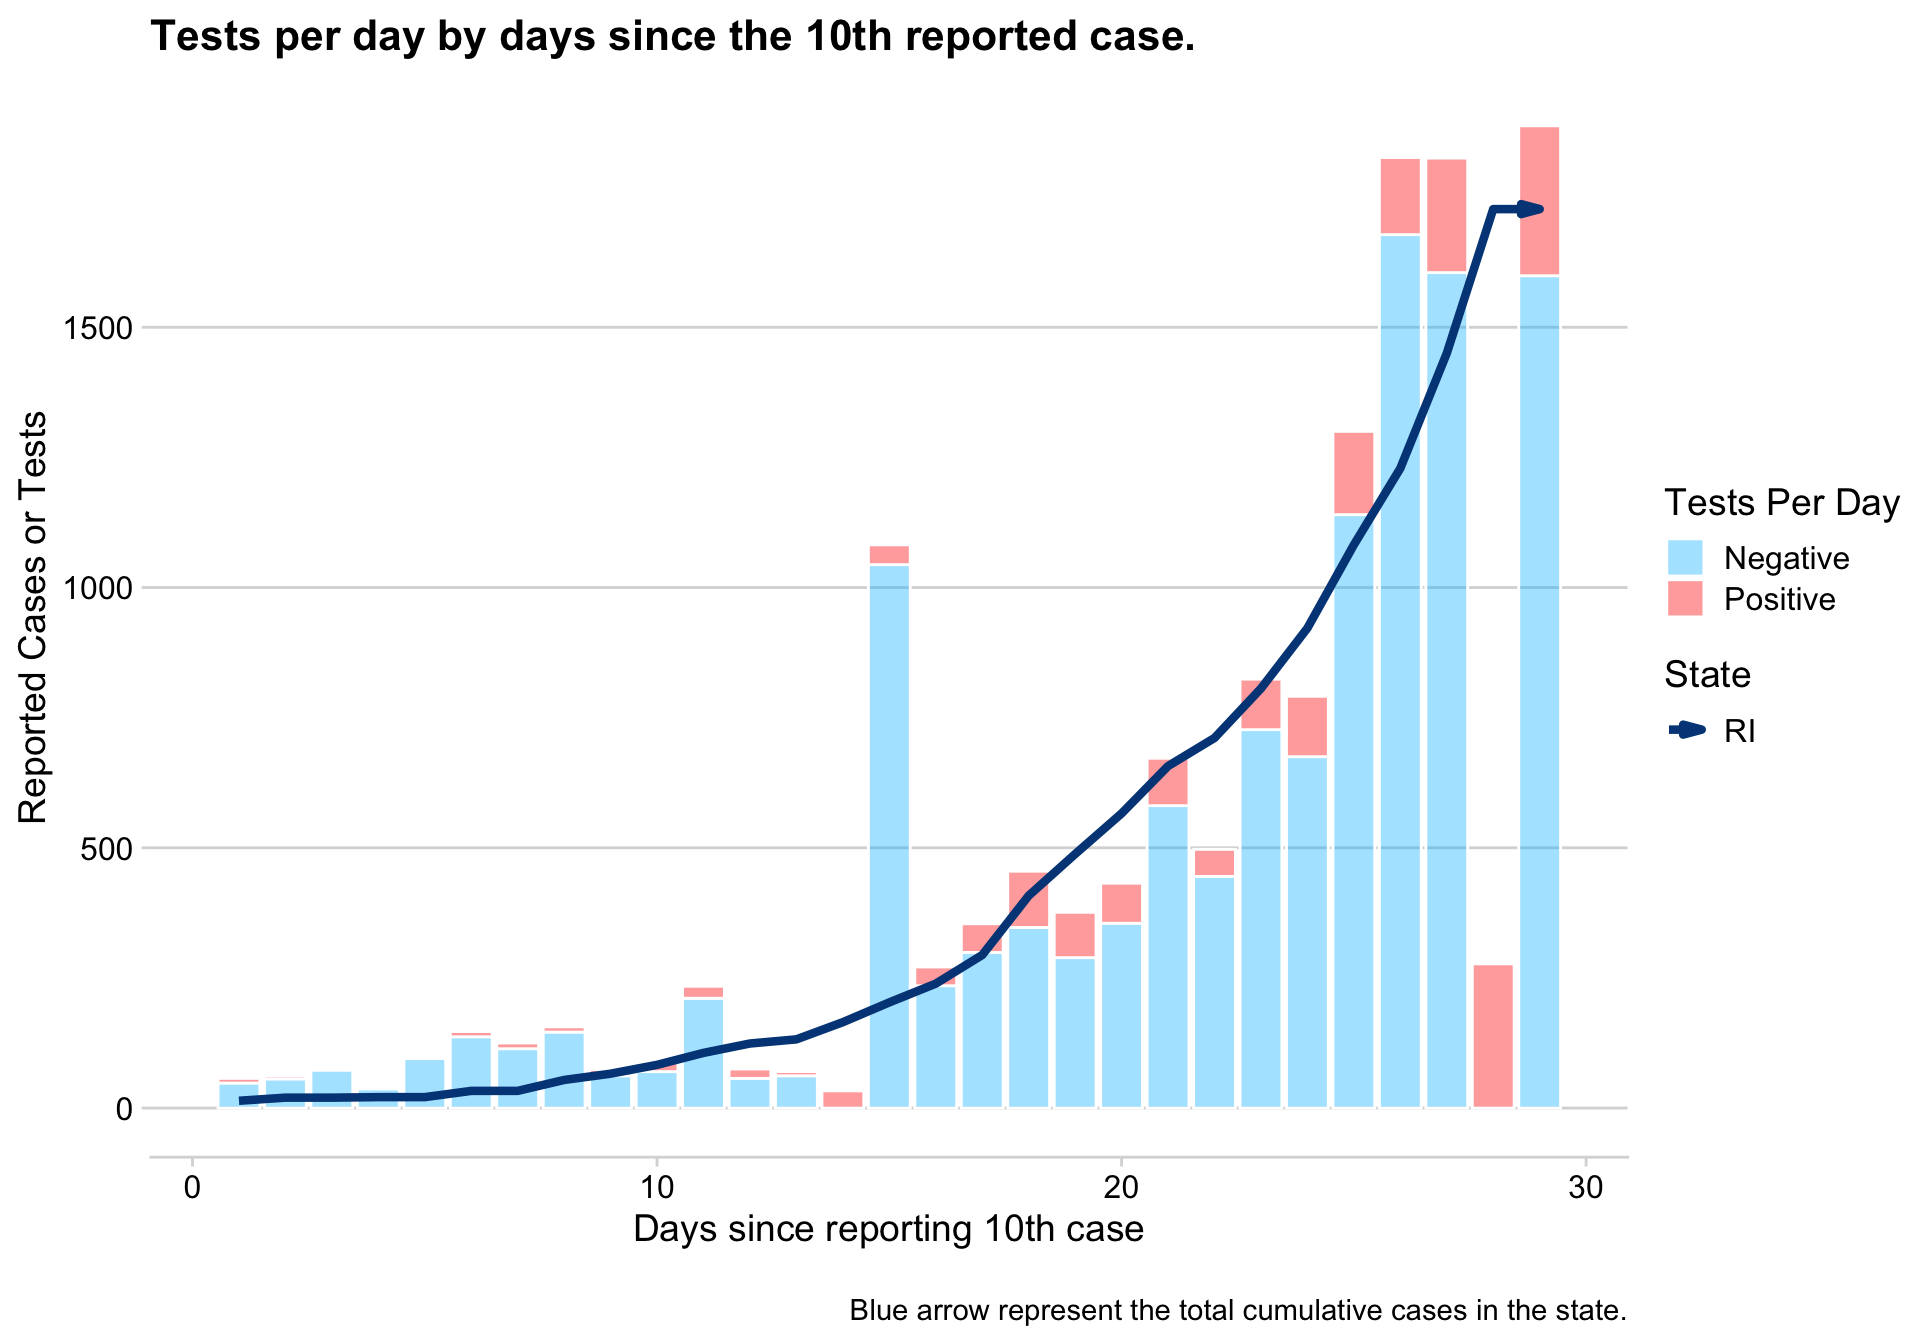 Tests per day by days since the 10th reported case.
Reported Cases or Tests
1500
1000
500
0
0
10
20
30
Days since reporting 10th case
Tests Per Day
Negative
Positive
State
RI
Blue arrow represent the total cumulative cases in the state.